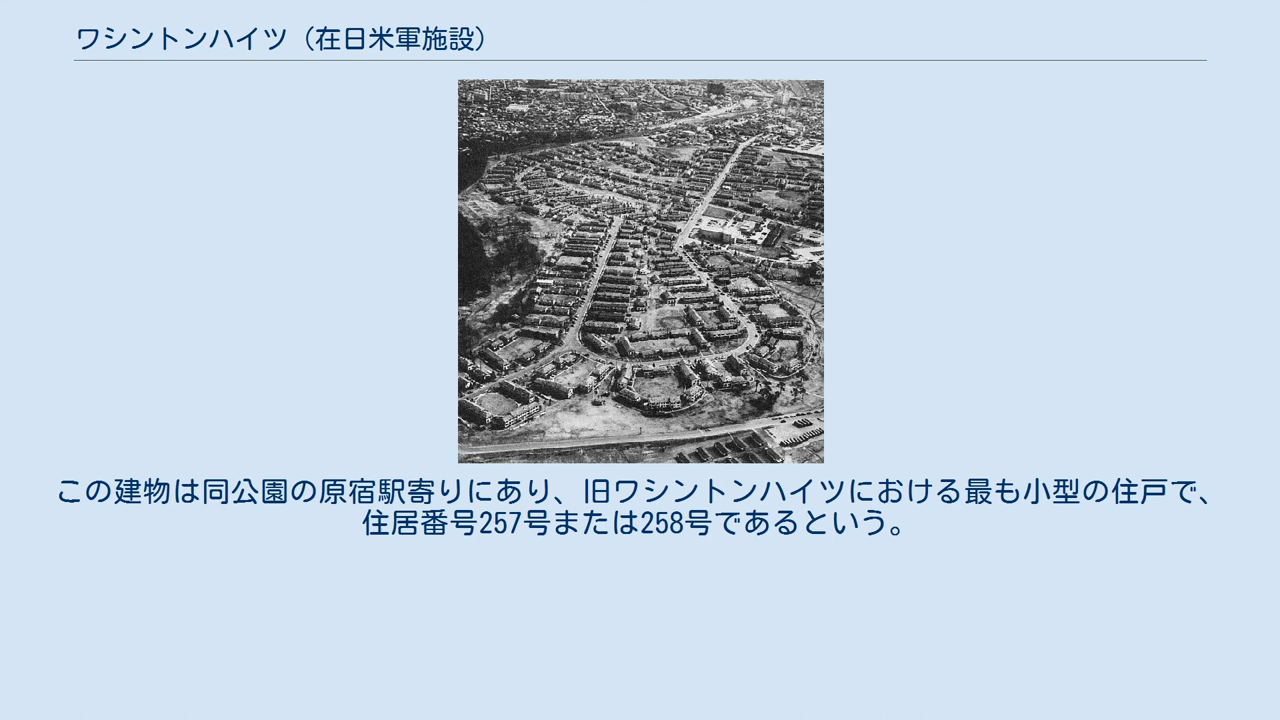 ワシントンハイツ（在日米軍施設）
この建物は同公園の原宿駅寄りにあり、旧ワシントンハイツにおける最も小型の住戸で、
住居番号257号または258号であるという。